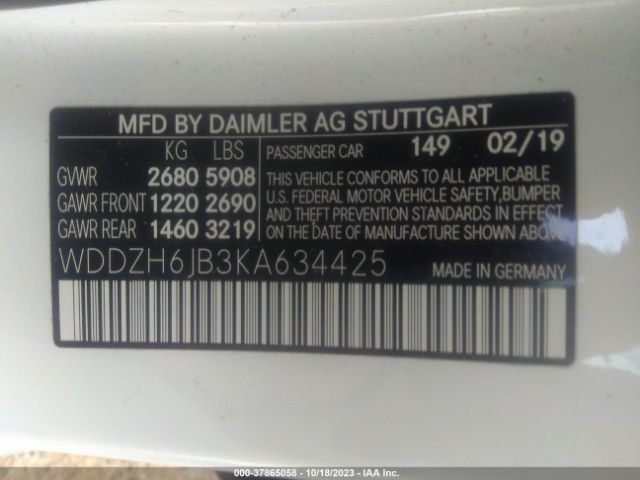 MFD BY DAIMLER AG STUTTGART
KG LBS
GVWR 2680 5908
GAWR FRONT 1220 2690
GAWR REAR 1460 3219
PASSENGER CAR 149 02/19
THIS VEHICLE CONFORMS TO ALL APPLICABLE
U.S. FEDERAL MOTOR VEHICLE SAFETY,BUMPER
AND THEFT PREVENTION STANDARDS IN EFFECT
ON THE DATE OF MANUFACTURE SHOWN ABOVE.
WDDZH6JB3KA634425
MADE IN GERMANY
000-37865058 - 10/18/2023 - IAAI